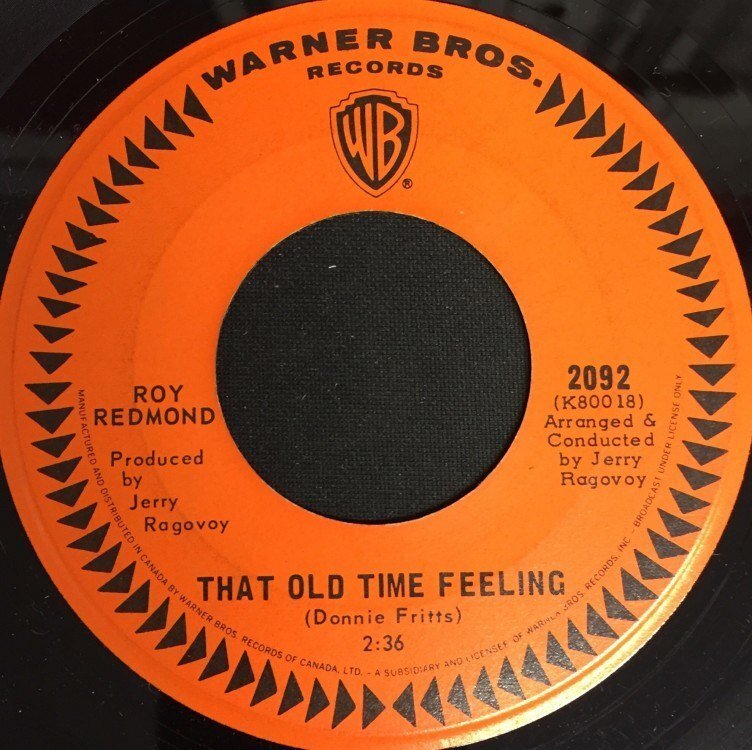 WARNER BROS.
RECORDS
WB
®
ROY
REDMOND
Produced
by
Jerry
Ragovoy
2092
(K80018)
Arranged &
Conducted
by Jerry
Ragovoy
THAT OLD TIME FEELING
(Donnie Fritts)
2:36
MANUFACTURED AND DISTRIBUTED IN CANADA BY WARNER BROS. RECORDS OF CANADA, LTD. - A SUBSIDIARY AND LICENSEE OF WARNER BROS. RECORDS, INC - BROADCAST UNDER LICENSE ONLY